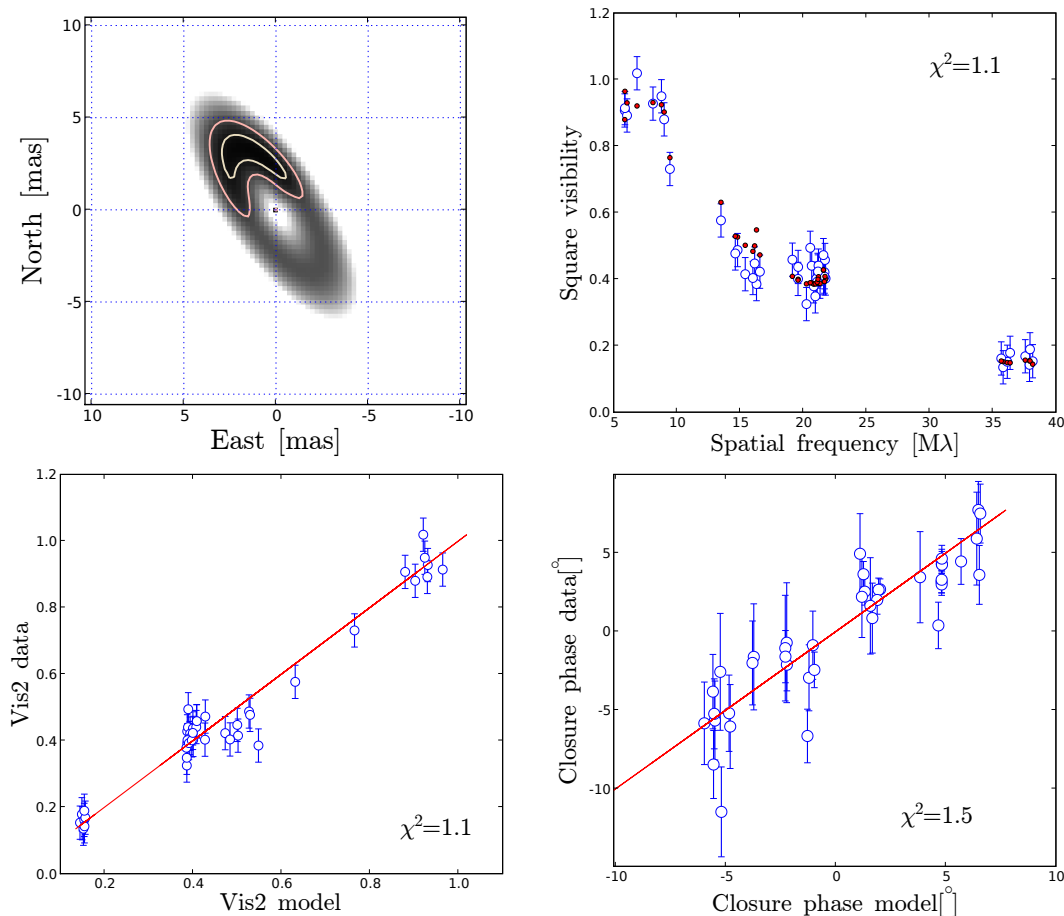 10
5
0
-5
-10
North [mas]
10 5 0 -5 -10
East [mas]
1.2
1.0
0.8
0.6
0.4
0.2
0.0
Square visibility
χ²=1.1
5 10 15 20 25 30 35 40
Spatial frequency [Mλ]
1.2
1.0
0.8
0.6
0.4
0.2
0.0
Vis2 data
χ²=1.1
0.2 0.4 0.6 0.8 1.0
Vis2 model
5
0
-5
-10
Closure phase data[°]
χ²=1.5
-10 -5 0 5 10
Closure phase model[°]